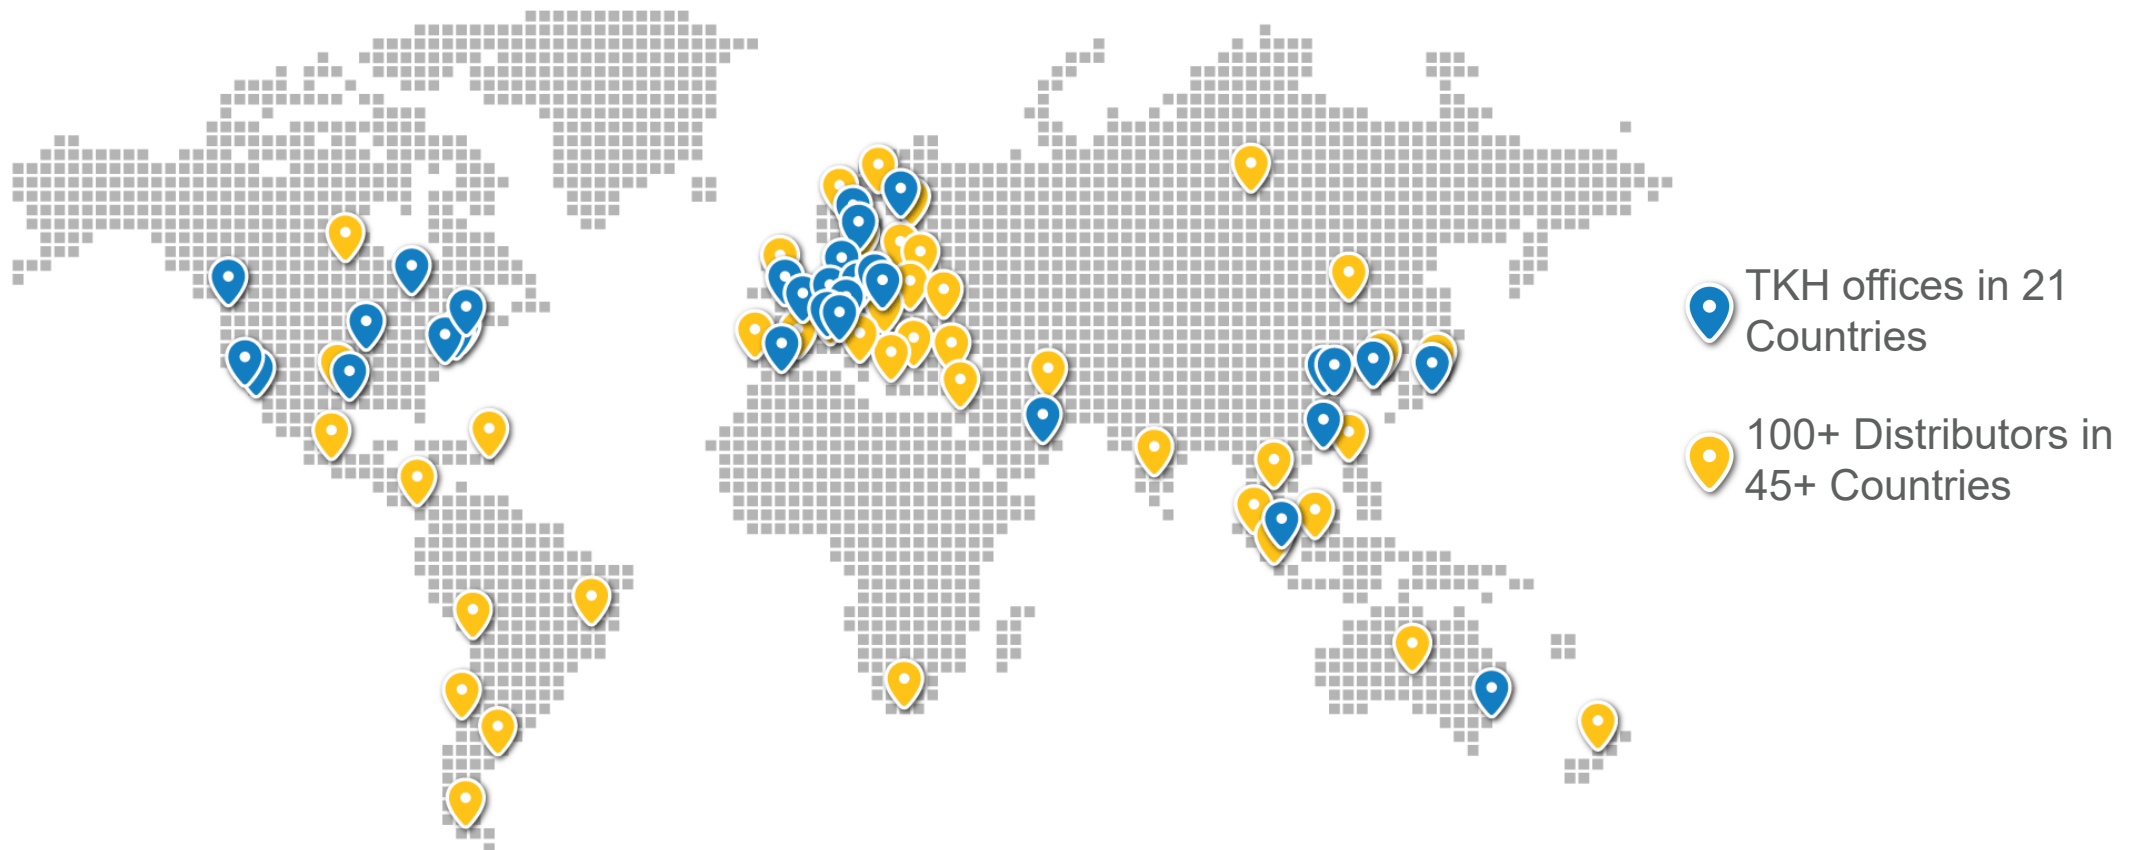 TKH offices in 21
Countries
100+ Distributors in
45+ Countries